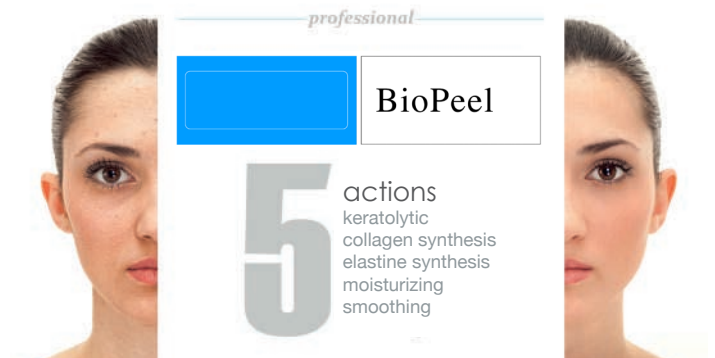 professional
BioPeel
5
actions
keratolytic
collagen synthesis
elastine synthesis
moisturizing
smoothing